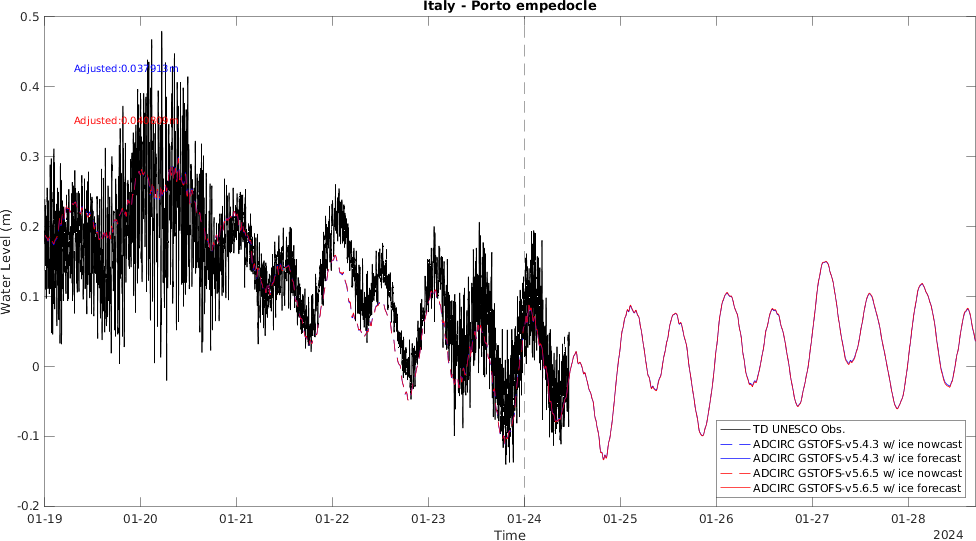 Italy - Porto empedocle
0.5
0.4
0.3
0.2
0.1
0
-0.1
-0.2
Water Level (m)
Adjusted:0.037913m
TD UNESCO Obs.
ADCIRC GSTOFS-v5.4.3 w/ ice nowcast
ADCIRC GSTOFS-v5.4.3 w/ ice forecast
ADCIRC GSTOFS-v5.6.5 w/ ice nowcast
ADCIRC GSTOFS-v5.6.5 w/ ice forecast
01-19 01-20 01-21 01-22 01-23 01-24 01-25 01-26 01-27 01-28
Time
2024